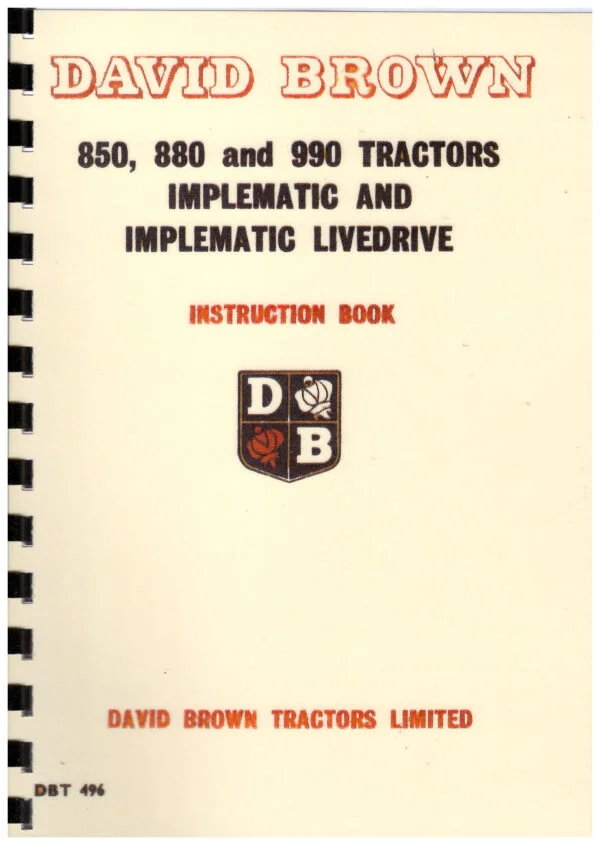 DAVID BROWN
850, 880 and 990 TRACTORS
IMPLEMATIC AND
IMPLEMATIC LIVEDRIVE
INSTRUCTION BOOK
D
B
DAVID BROWN TRACTORS LIMITED
DBT 496